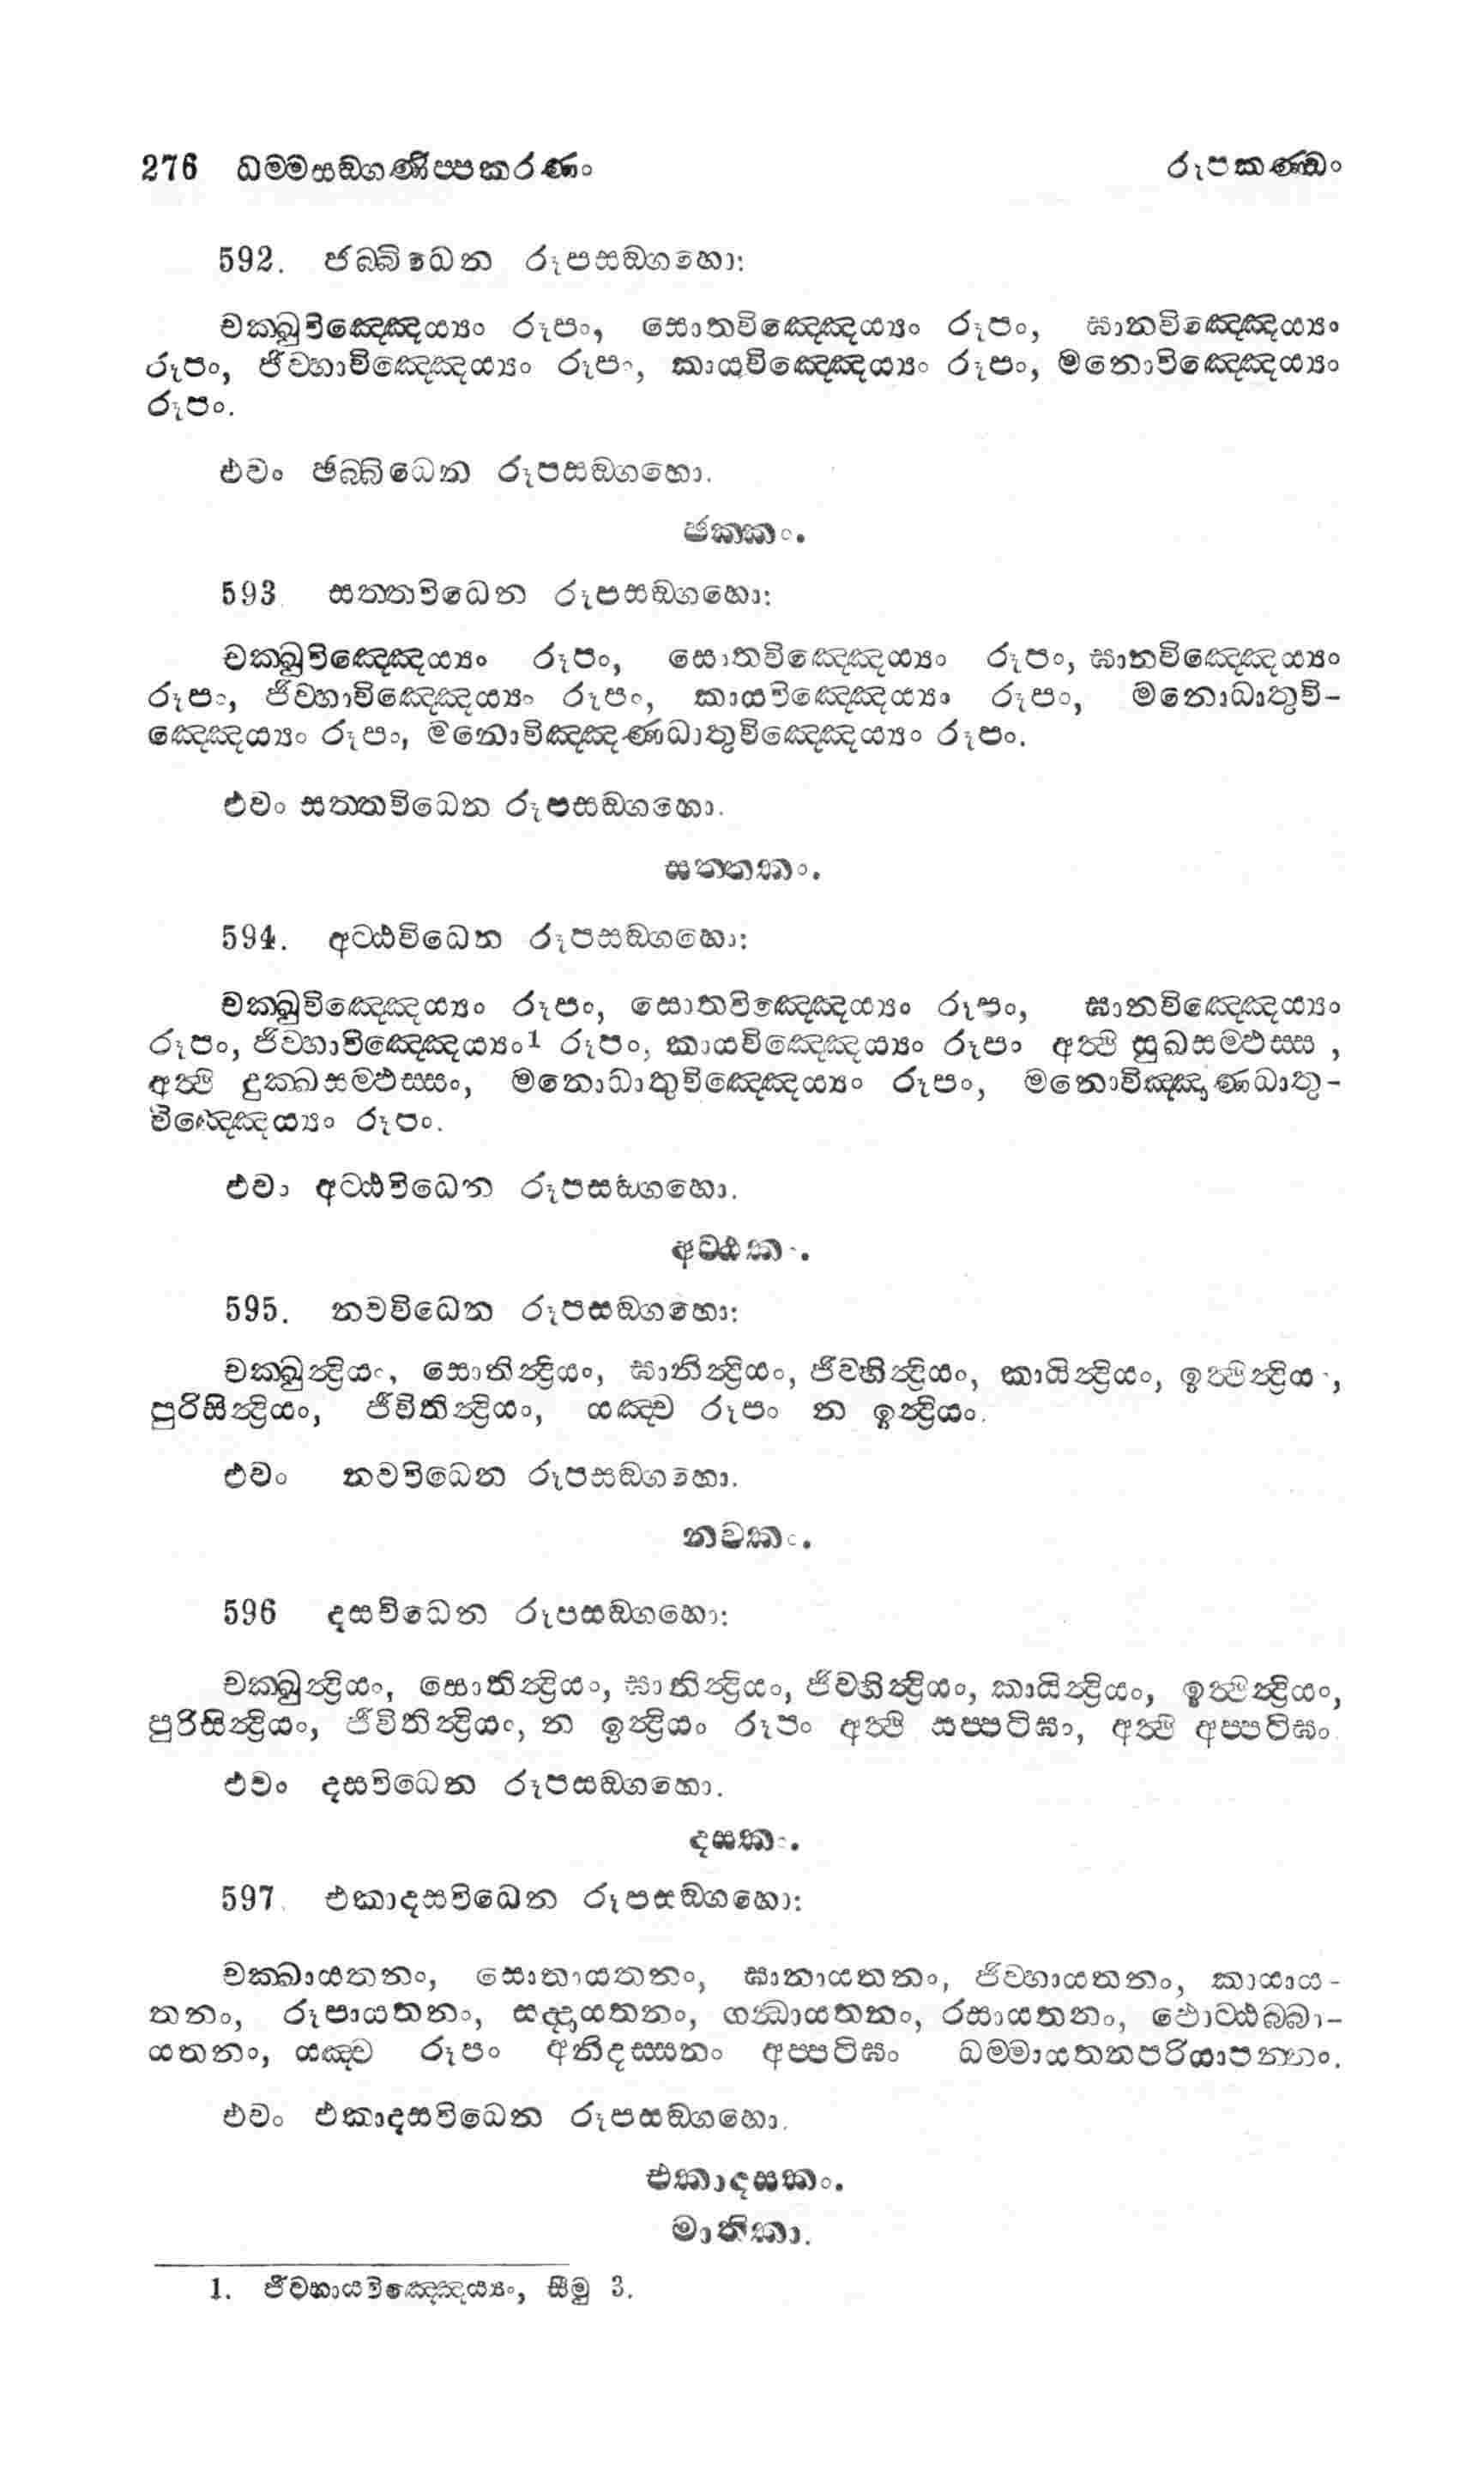 276 ධම්මසඞ්ගණිප්පකරණං රූපකණ්ඩං
592. ජබ්බිධෙන රූපසඞ්ගහො:
චක්ඛුවිඤ්ඤෙය්‍යං රූපං, සොතවිඤ්ඤෙය්‍යං රූපං, ඝානවිඤ්ඤෙය්‍යං
රූපං, ජිව්හාවිඤ්ඤෙය්‍යං රූපං, කායවිඤ්ඤෙය්‍යං රූපං, මනොවිඤ්ඤෙය්‍යං
රූපං.
එවං ඡබ්බිධෙන රූපසඞ්ගහො.
ඡක්කං.
593. සත්තවිධෙන රූපසඞ්ගහො:
චක්ඛුවිඤ්ඤෙය්‍යං රූපං, සොතවිඤ්ඤෙය්‍යං රූපං, ඝානවිඤ්ඤෙය්‍යං
රූපං, ජිව්හාවිඤ්ඤෙය්‍යං රූපං, කායවිඤ්ඤෙය්‍යං රූපං, මනොධාතුවි-
ඤ්ඤෙය්‍යං රූපං, මනොවිඤ්ඤණධාතුවිඤ්ඤෙය්‍යං රූපං.
එවං සත්තවිධෙන රූපසඞ්ගහො.
සත්තකං.
594. අට්ඨවිධෙන රූපසඞ්ගහො:
චක්ඛුවිඤ්ඤෙය්‍යං රූපං, සොතවිඤ්ඤෙය්‍යං රූපං, ඝානවිඤ්ඤෙය්‍යං
රූපං, ජිව්හාවිඤ්ඤෙය්‍යං1 රූපං, කායවිඤ්ඤෙය්‍යං රූපං අත්ථි සුඛසම්ඵස්ස,
අත්ථි දුක්ඛසම්ඵස්සං, මනොධාතුවිඤ්ඤෙය්‍යං රූපං, මනොවිඤ්ඤාණධාතු-
විඤ්ඤෙය්‍යං රූපං.
එවං අට්ඨවිධෙන රූපසඞ්ගහො.
අට්ඨකං.
595. නවවිධෙන රූපසඞ්ගහො:
චක්ඛුන්ද්‍රියං, සොතින්ද්‍රියං, ඝානින්ද්‍රියං, ජිව්හින්ද්‍රියං, කායින්ද්‍රියං, ඉත්ථින්ද්‍රියං,
පුරිසින්ද්‍රියං, ජීවිතින්ද්‍රියං, යඤ්ච රූපං න ඉන්ද්‍රියං.
එවං නවවිධෙන රූපසඞ්ගහො.
නවකං.
596 දසවිධෙන රූපසඞ්ගහො:
චක්ඛුන්ද්‍රියං, සොතින්ද්‍රියං, ඝානින්ද්‍රියං, ජිව්හින්ද්‍රියං, කායින්ද්‍රියං, ඉත්ථින්ද්‍රියං,
පුරිසින්ද්‍රියං, ජීවිතින්ද්‍රියං, න ඉන්ද්‍රියං රූපං අත්ථි සප්පටිඝං, අත්ථි අප්පටිඝං.
එවං දසවිධෙන රූපසඞ්ගහො.
දසකං.
597. එකාදසවිධෙන රූපසඞ්ගහො:
චක්ඛායතනං, සොතායතනං, ඝානායතනං, ජිව්හායතනං, කායාය-
තනං, රූපායතනං, සද්දායතනං, ගන්ධායතනං, රසායතනං, ඵොට්ඨබ්බා-
යතනං, යඤ්ච රූපං අනිදස්සනං අප්පටිඝං ධම්මායතනපරියාපන්නං.
එවං එකාදසවිධෙන රූපසඞ්ගහො.
එකාදසකං.
මාතිකා.
1. ජිව්හායවිඤ්ඤෙය්‍යං, සීමු 3.